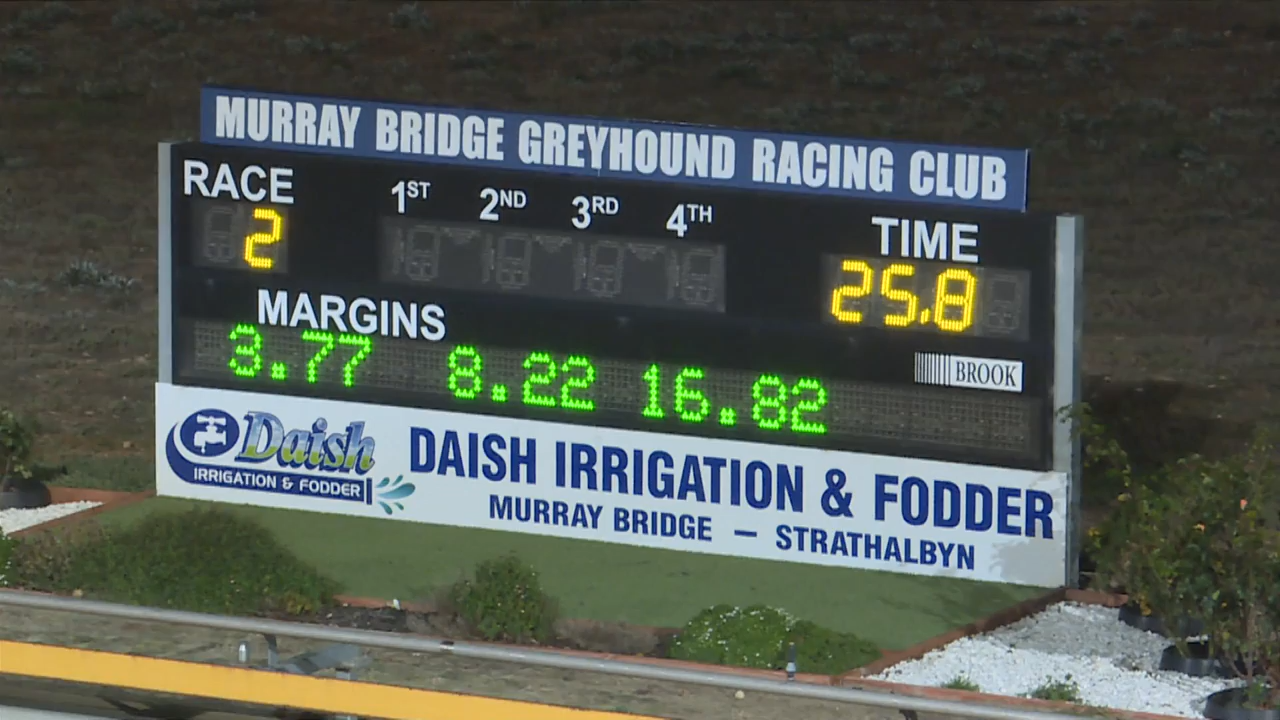 MURRAY BRIDGE GREYHOUND RACING CLUB
RACE 1ST 2ND 3RD 4TH TIME
2 25.8
MARGINS
3.77 8.22 16.82
BROOK
Daish
IRRIGATION & FODDER
DAISH IRRIGATION & FODDER
MURRAY BRIDGE – STRATHALBYN